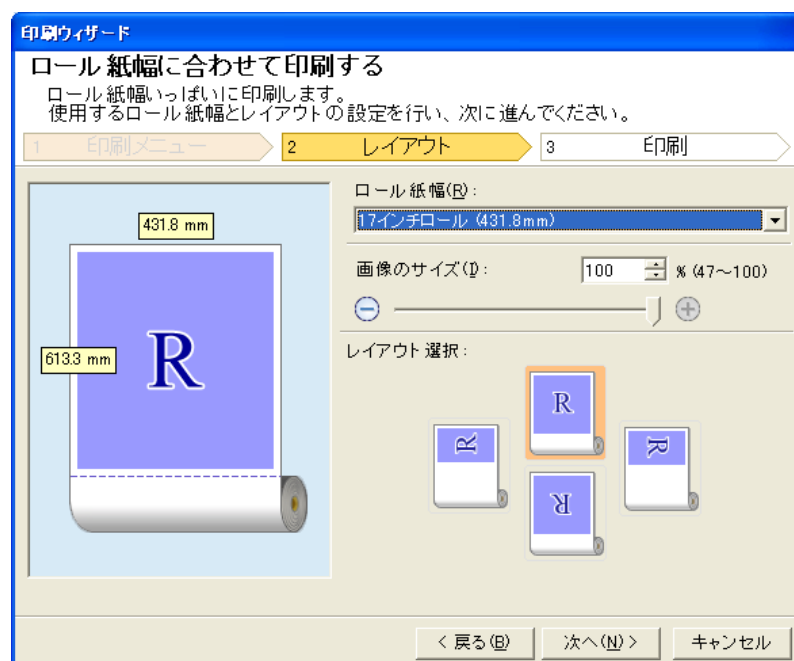 印刷ウィザード
ロール紙幅に合わせて印刷する
ロール紙幅いっぱいに印刷します。
使用するロール紙幅とレイアウトの設定を行い、次に進んでください。
1 印刷メニュー 2 レイアウト 3 印刷
ロール紙幅(R):
17インチロール (431.8mm)
431.8 mm
画像のサイズ(I): 100 % (47～100)
613.3 mm
R
レイアウト選択:
R
R
R
R
< 戻る(B) 次へ(N) > キャンセル